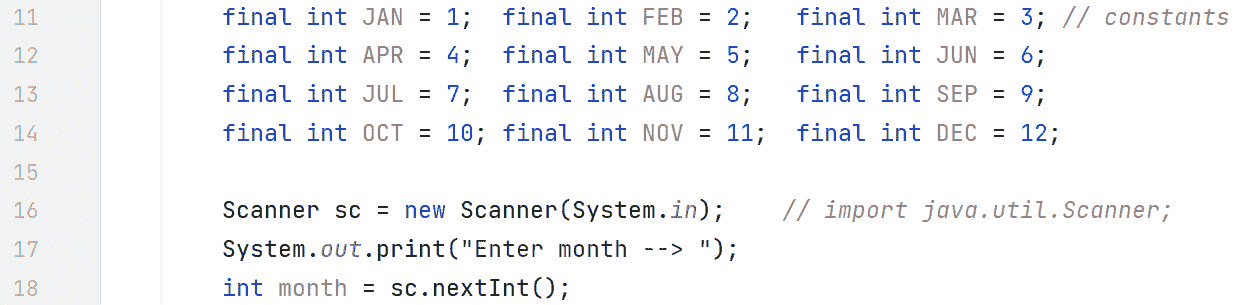 11 final int JAN = 1; final int FEB = 2; final int MAR = 3; // constants
12 final int APR = 4; final int MAY = 5; final int JUN = 6;
13 final int JUL = 7; final int AUG = 8; final int SEP = 9;
14 final int OCT = 10; final int NOV = 11; final int DEC = 12;
15
16 Scanner sc = new Scanner(System.in); // import java.util.Scanner;
17 System.out.print("Enter month --> ");
18 int month = sc.nextInt();